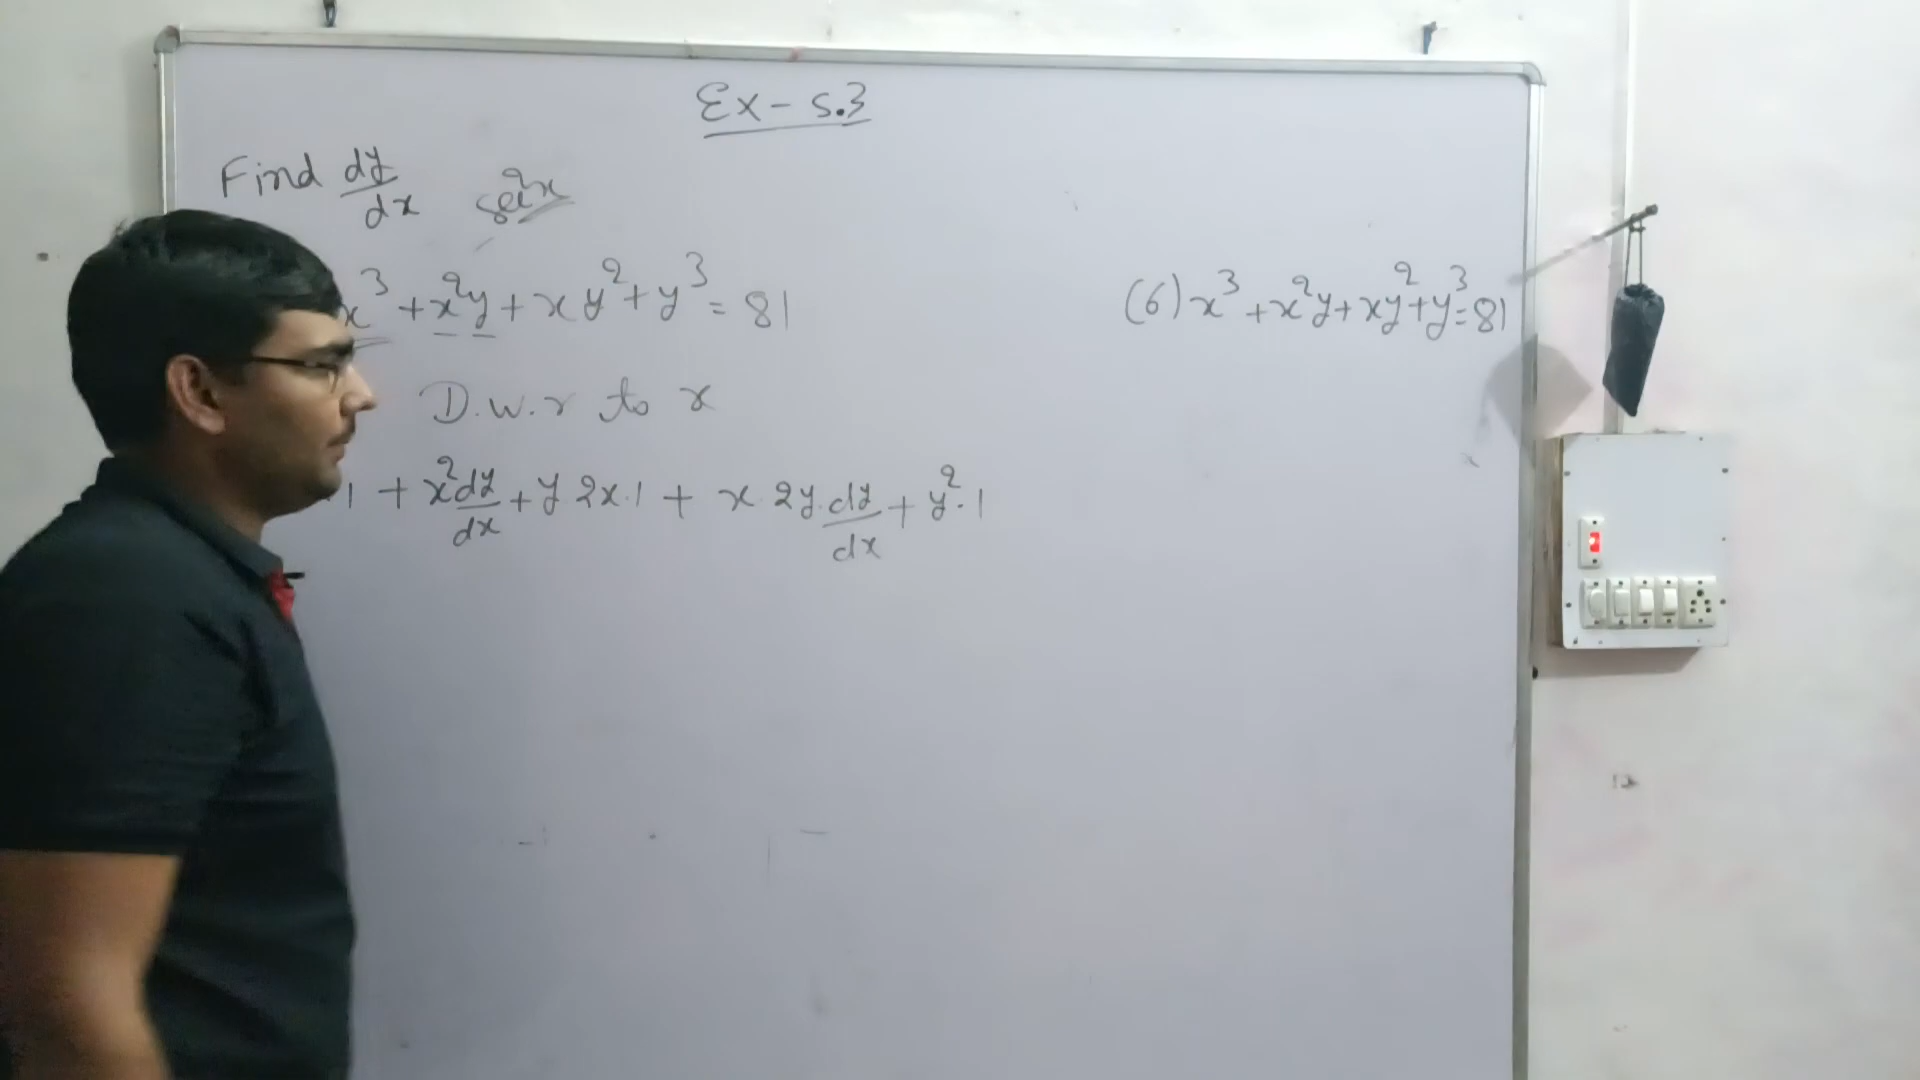 Ex - 5.3
Find dy/dx sec²x
x³ + x²y + xy² + y³ = 81
(6) x³ + x²y + xy² + y³ = 81
D.w.r to x
.1 + x² dy/dx + y 2x.1 + x. 2y. dy/dx + y².1